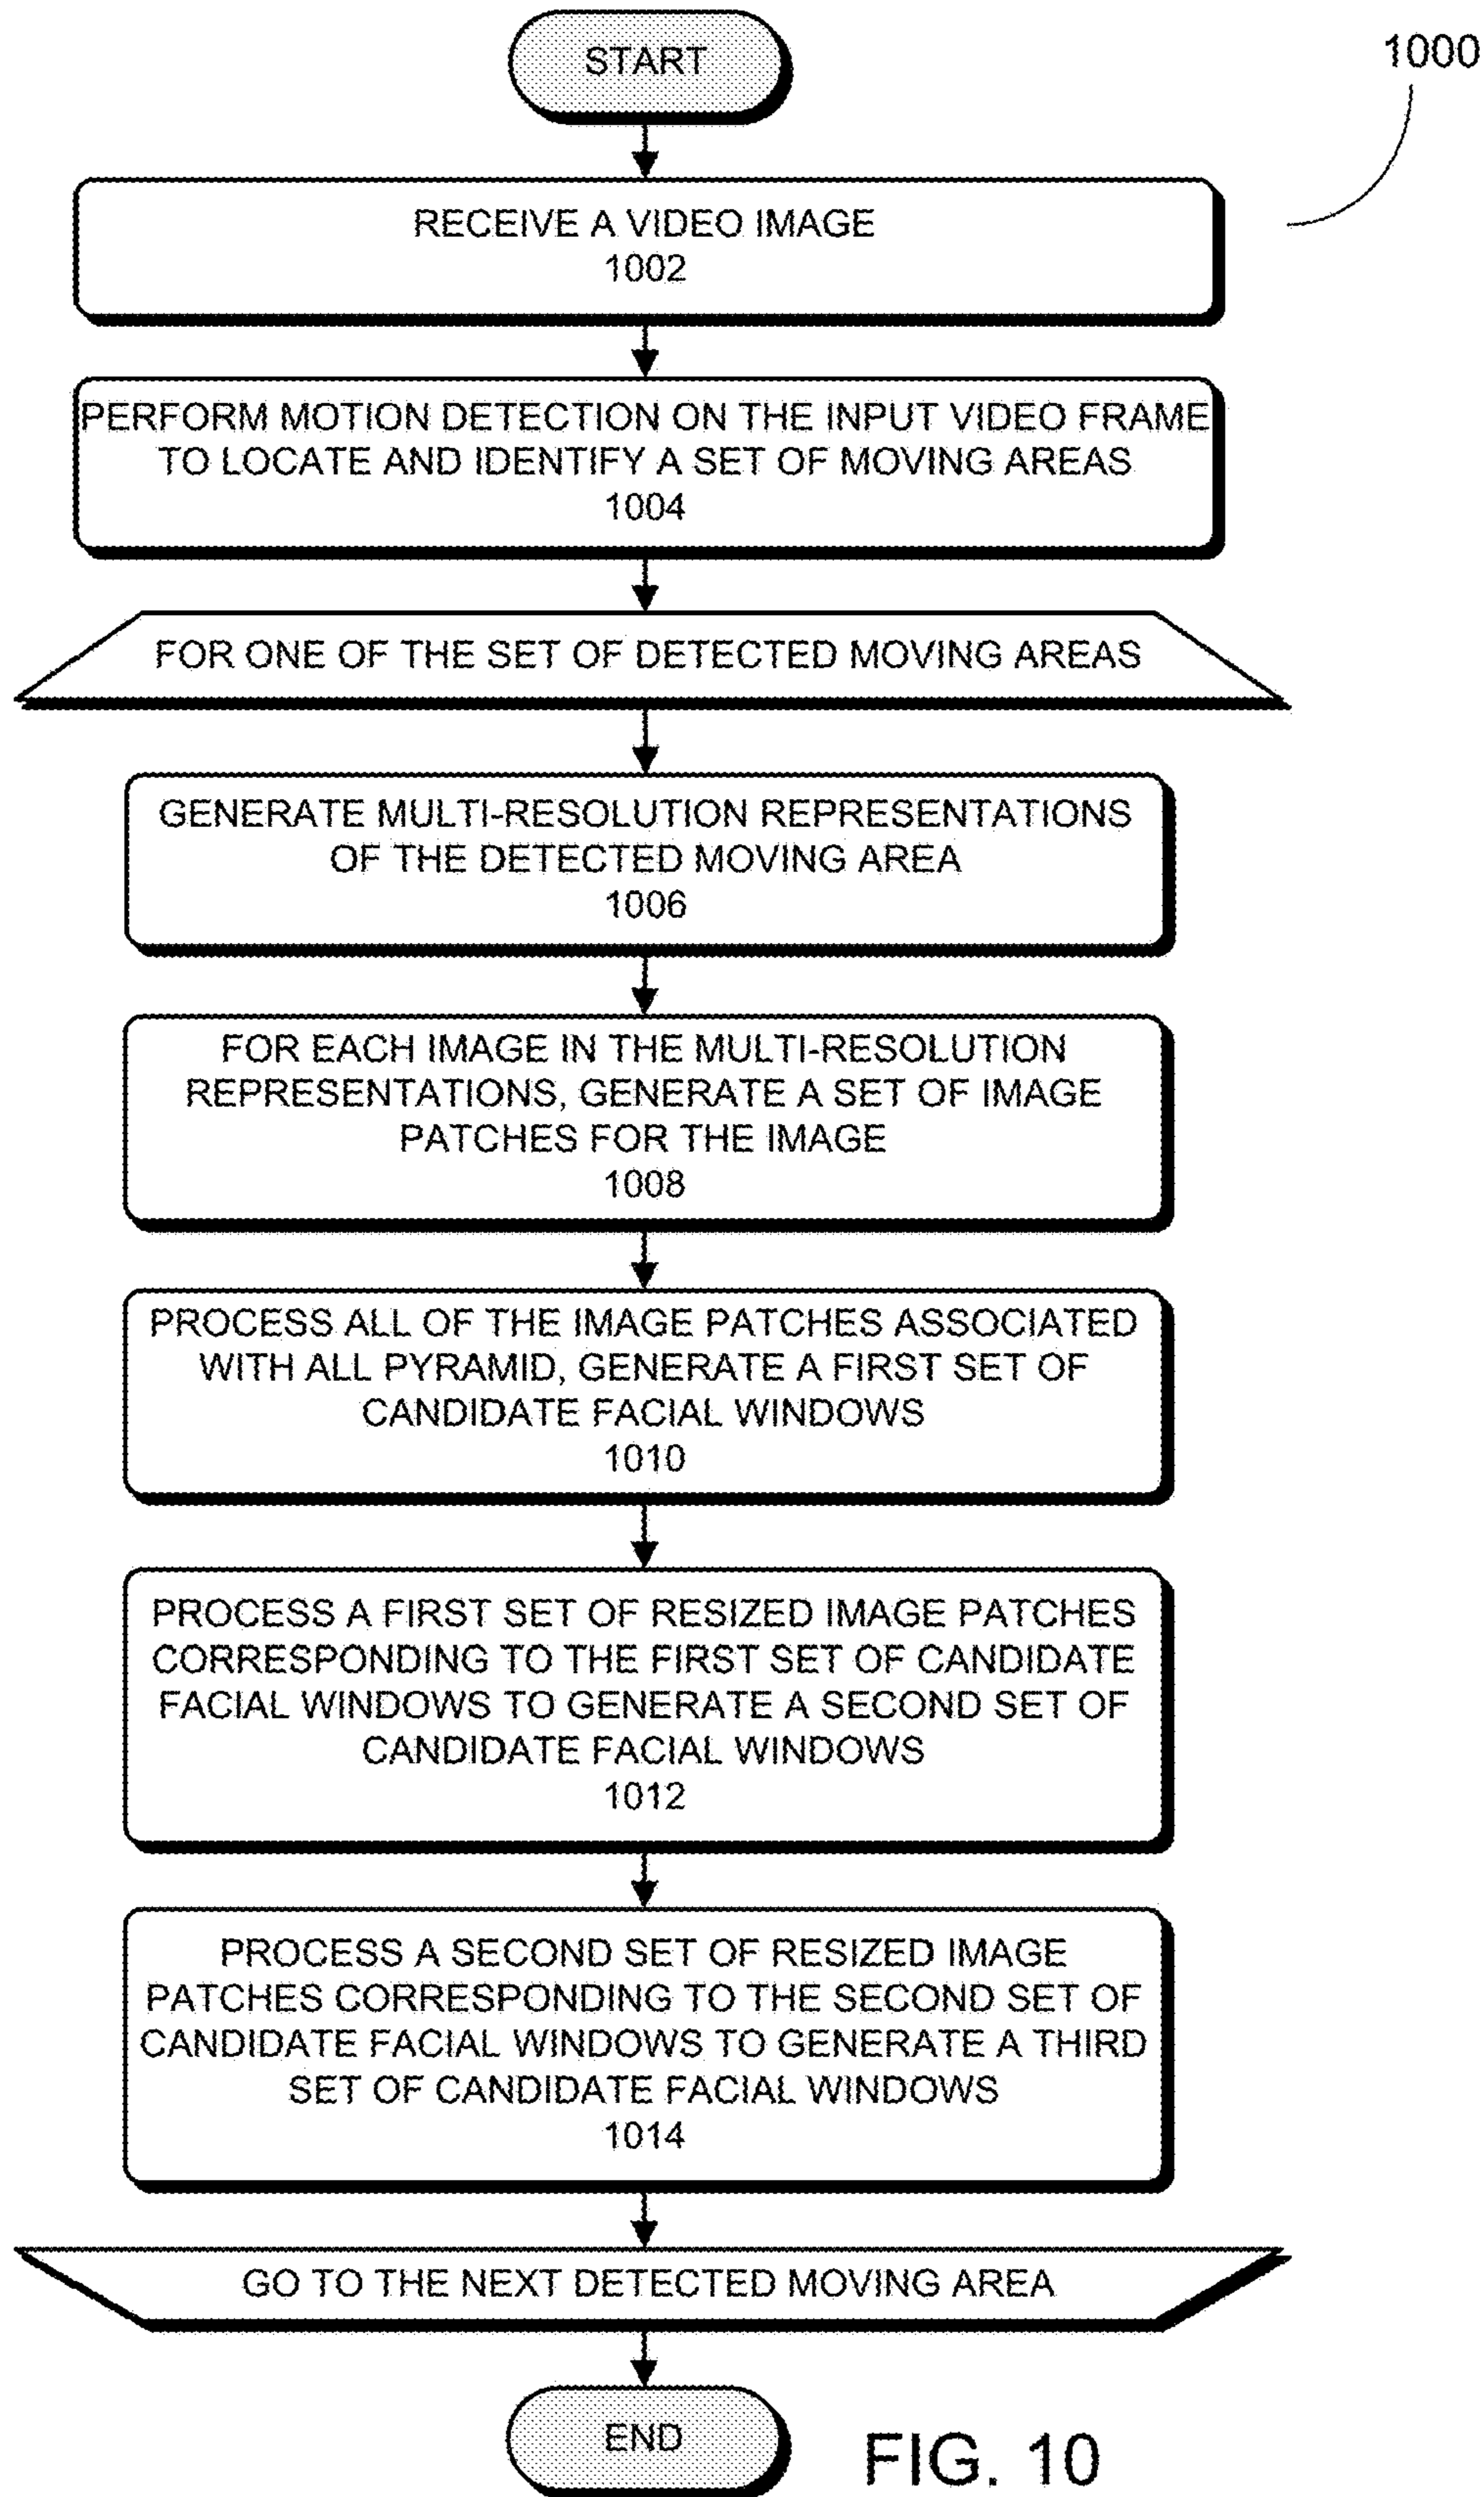 START
1000
RECEIVE A VIDEO IMAGE
1002
PERFORM MOTION DETECTION ON THE INPUT VIDEO FRAME
TO LOCATE AND IDENTIFY A SET OF MOVING AREAS
1004
FOR ONE OF THE SET OF DETECTED MOVING AREAS
GENERATE MULTI-RESOLUTION REPRESENTATIONS
OF THE DETECTED MOVING AREA
1006
FOR EACH IMAGE IN THE MULTI-RESOLUTION
REPRESENTATIONS, GENERATE A SET OF IMAGE
PATCHES FOR THE IMAGE
1008
PROCESS ALL OF THE IMAGE PATCHES ASSOCIATED
WITH ALL PYRAMID, GENERATE A FIRST SET OF
CANDIDATE FACIAL WINDOWS
1010
PROCESS A FIRST SET OF RESIZED IMAGE PATCHES
CORRESPONDING TO THE FIRST SET OF CANDIDATE
FACIAL WINDOWS TO GENERATE A SECOND SET OF
CANDIDATE FACIAL WINDOWS
1012
PROCESS A SECOND SET OF RESIZED IMAGE
PATCHES CORRESPONDING TO THE SECOND SET OF
CANDIDATE FACIAL WINDOWS TO GENERATE A THIRD
SET OF CANDIDATE FACIAL WINDOWS
1014
GO TO THE NEXT DETECTED MOVING AREA
END
FIG. 10